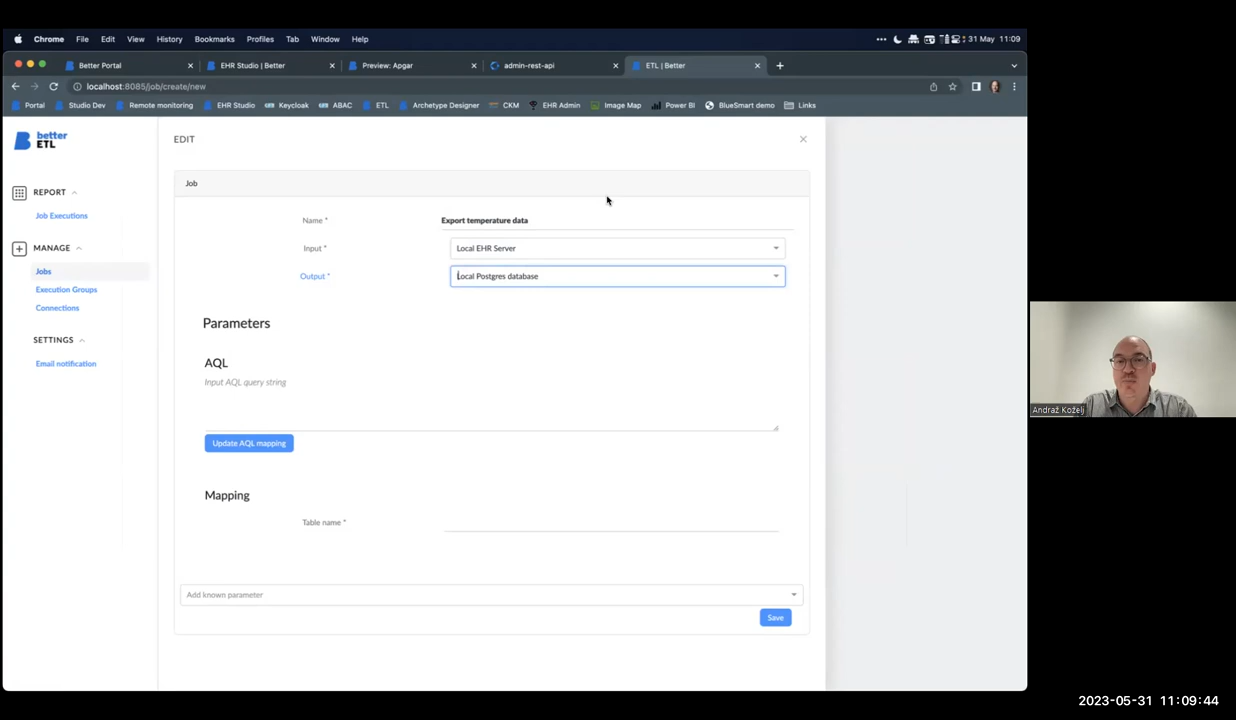 Chrome File Edit View History Bookmarks Profiles Tab Window Help
31 May 11:09
Better Portal
EHR Studio | Better
Preview: Apgar
admin-rest-api
ETL | Better
localhost:8085/job/create/new
Portal Studio Dev Remote monitoring EHR Studio Keycloak ABAC ETL Archetype Designer CKM EHR Admin Image Map Power BI BlueSmart demo Links
better
ETL
REPORT
Job Executions
MANAGE
Jobs
Execution Groups
Connections
SETTINGS
Email notification
EDIT
Job
Name * Export temperature data
Input * Local EHR Server
Output * Local Postgres database
Parameters
AQL
Input AQL query string
Update AQL mapping
Mapping
Table name *
Add known parameter
Save
Andraž Koželj
2023-05-31 11:09:44